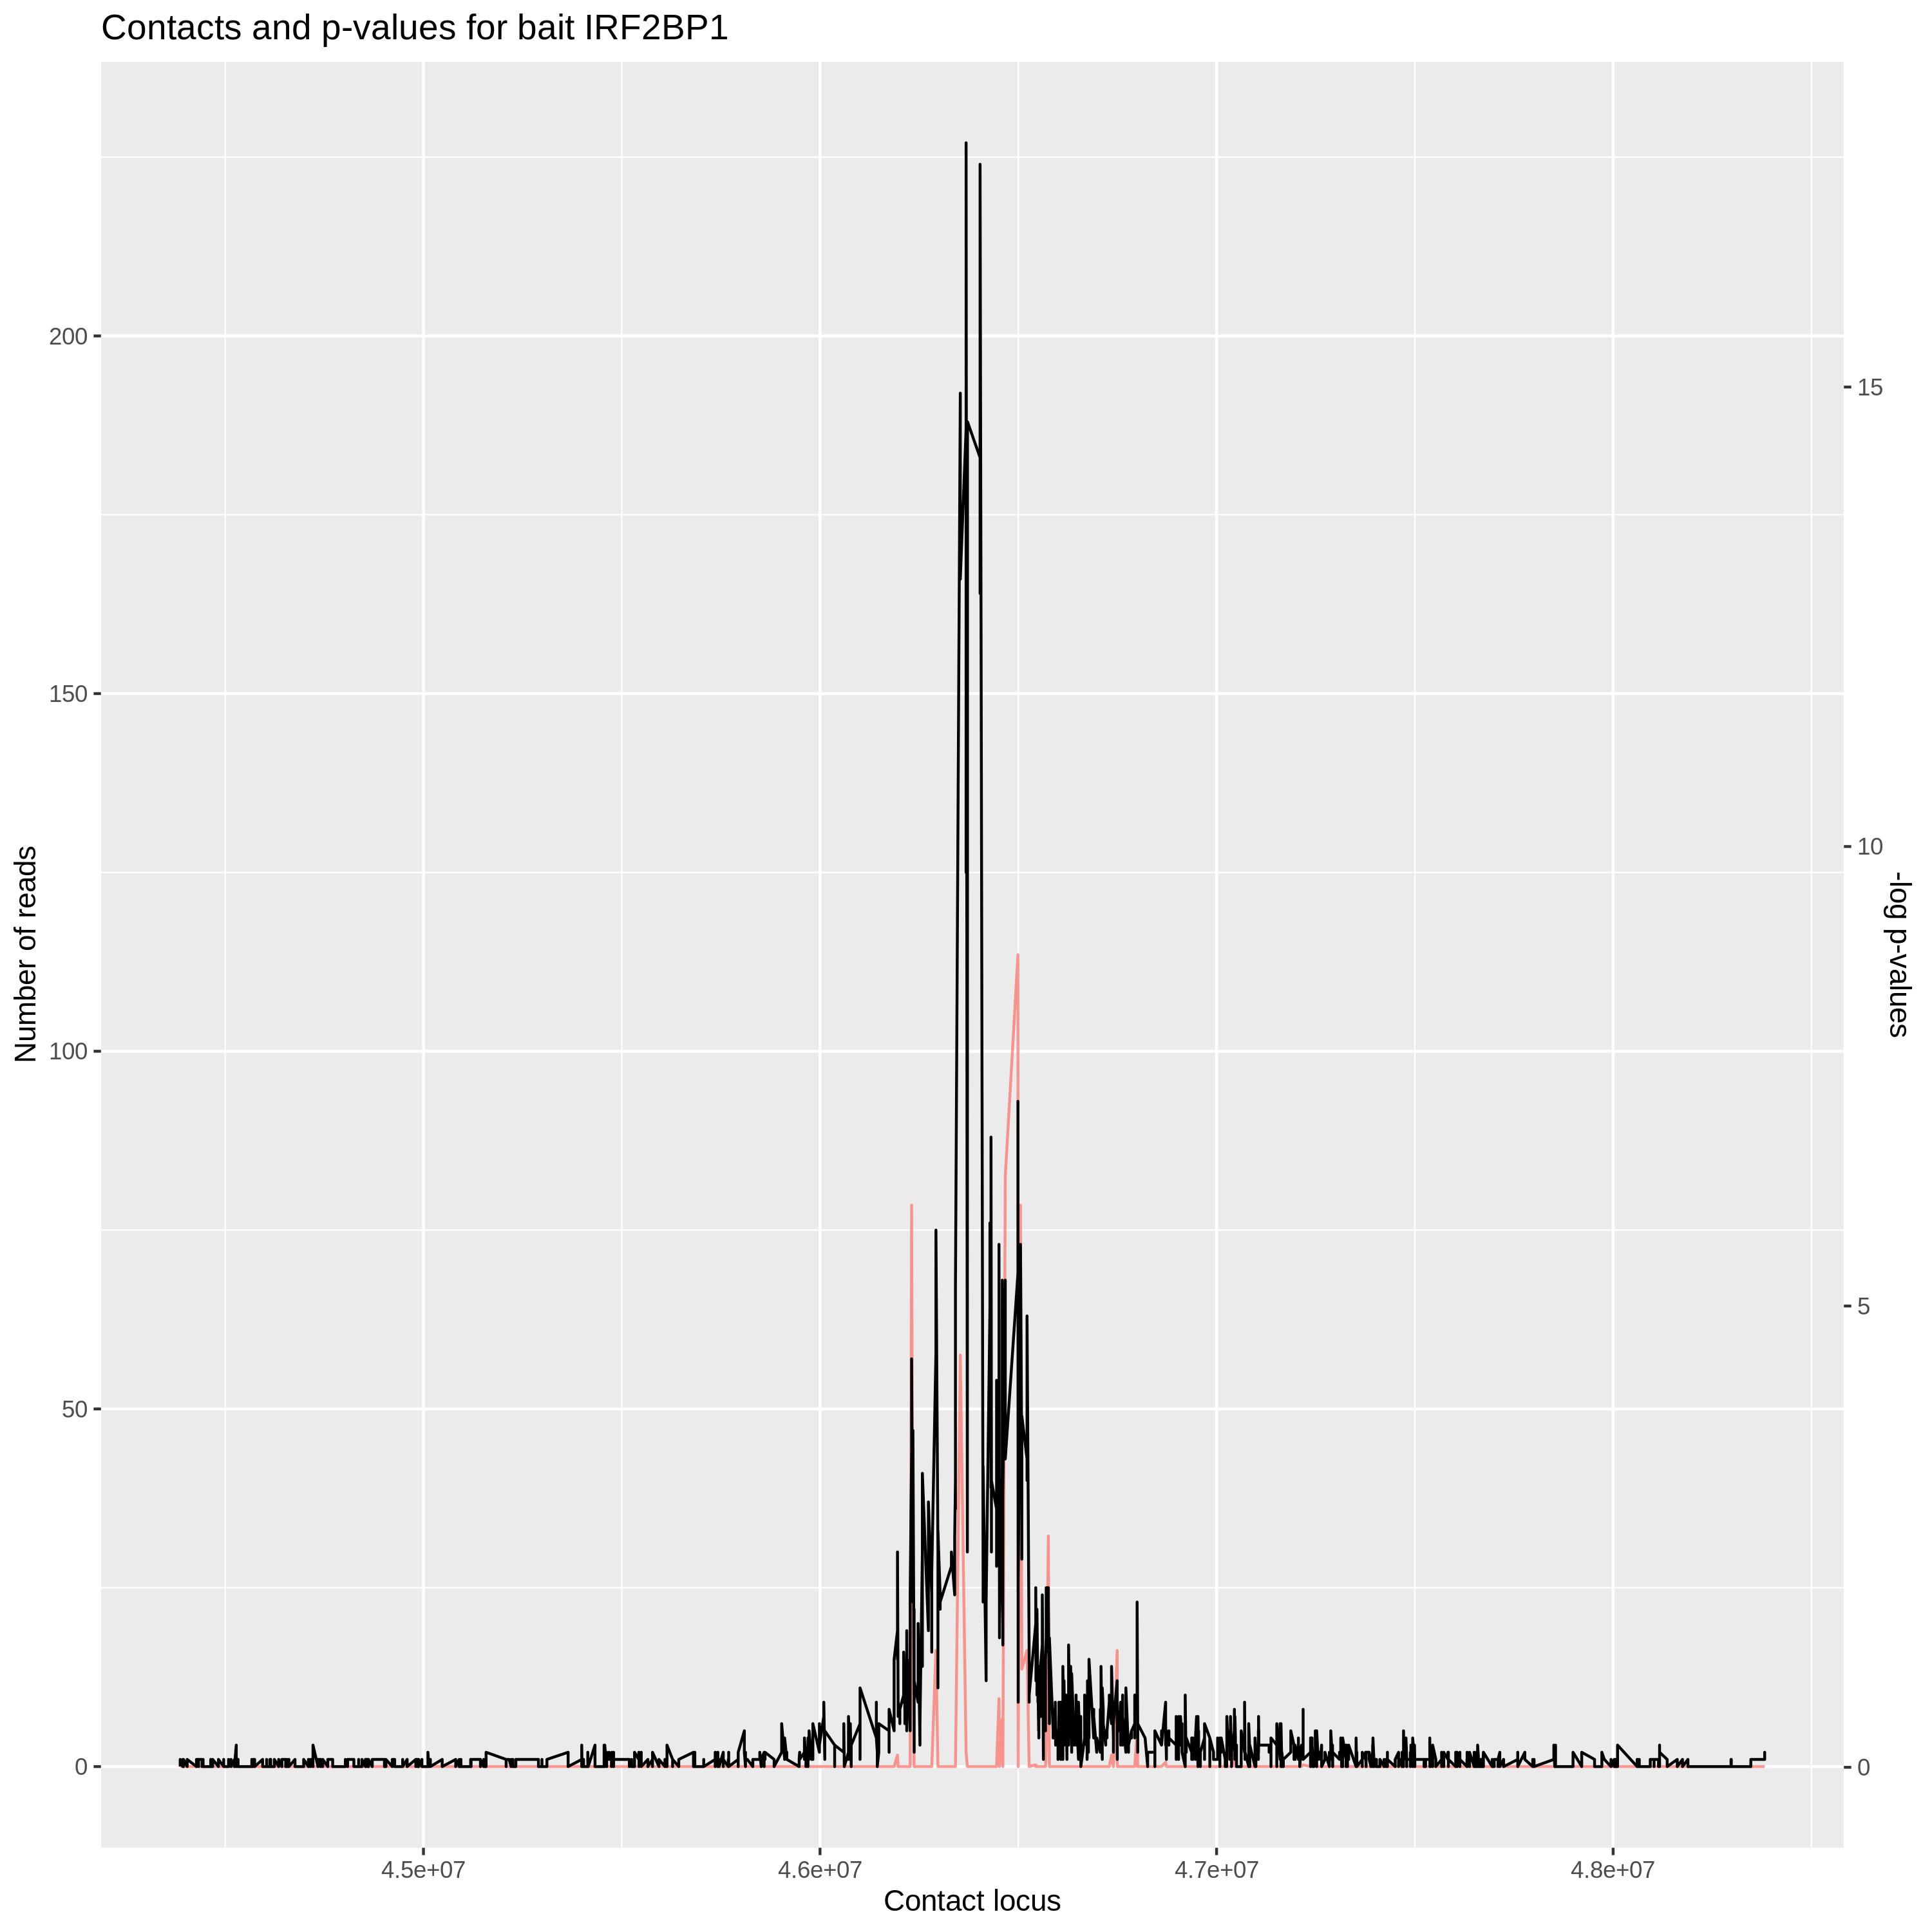 Contacts and p-values for bait IRF2BP1
200
150
100
50
0
Number of reads
15
10
5
0
-log p-values
4.5e+07
4.6e+07
4.7e+07
4.8e+07
Contact locus